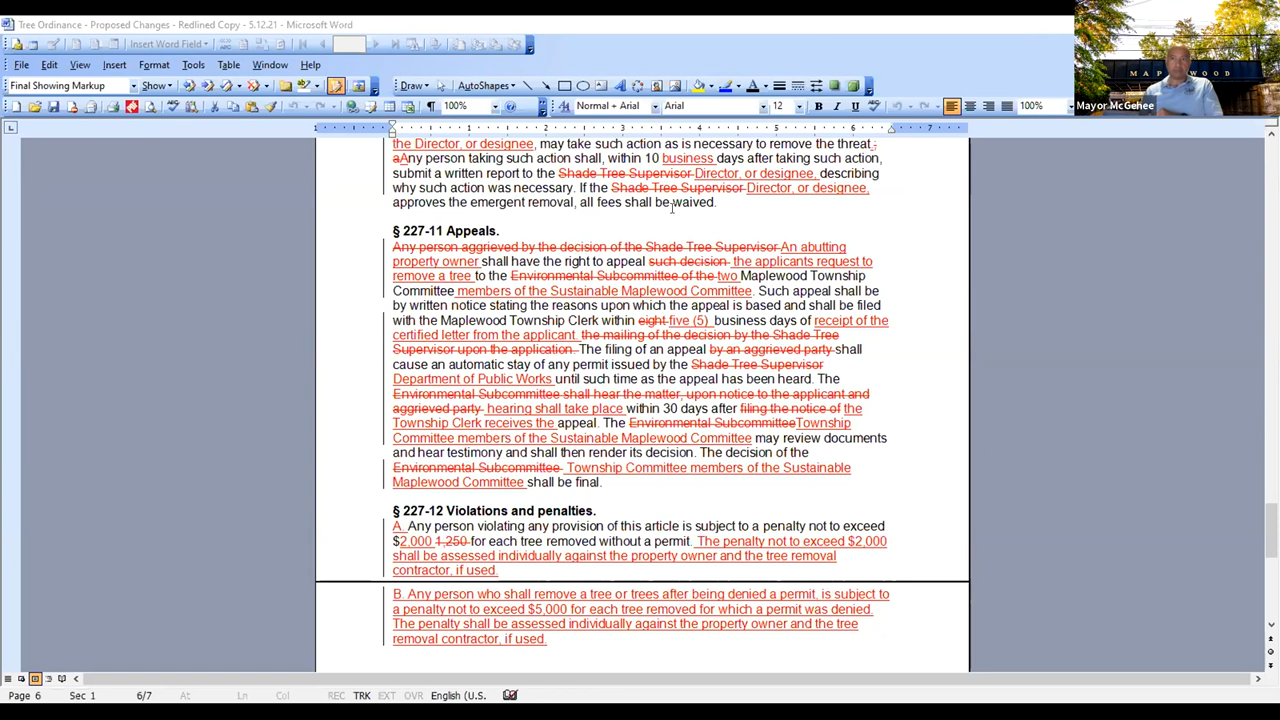 Tree Ordinance - Proposed Changes - Redlined Copy - 5.12.21 - Microsoft Word
Insert Word Field
File Edit View Insert Format Tools Table Window Help
Final Showing Markup Show Draw AutoShapes
100% Normal + Arial Arial 12 B I U 100%
MAPLEWOOD
Mayor McGehee
1 1 2 3 4 5 6 7
the Director, or designee, may take such action as is necessary to remove the threat.;
aAny person taking such action shall, within 10 business days after taking such action,
submit a written report to the Shade Tree Supervisor Director, or designee, describing
why such action was necessary. If the Shade Tree Supervisor Director, or designee,
approves the emergent removal, all fees shall be waived.
§ 227-11 Appeals.
Any person aggrieved by the decision of the Shade Tree Supervisor An abutting
property owner shall have the right to appeal such decision the applicants request to
remove a tree to the Environmental Subcommittee of the two Maplewood Township
Committee members of the Sustainable Maplewood Committee. Such appeal shall be
by written notice stating the reasons upon which the appeal is based and shall be filed
with the Maplewood Township Clerk within eight five (5) business days of receipt of the
certified letter from the applicant. the mailing of the decision by the Shade Tree
Supervisor upon the application. The filing of an appeal by an aggrieved party shall
cause an automatic stay of any permit issued by the Shade Tree Supervisor
Department of Public Works until such time as the appeal has been heard. The
Environmental Subcommittee shall hear the matter, upon notice to the applicant and
aggrieved party hearing shall take place within 30 days after filing the notice of the
Township Clerk receives the appeal. The Environmental Subcommittee Township
Committee members of the Sustainable Maplewood Committee may review documents
and hear testimony and shall then render its decision. The decision of the
Environmental Subcommittee Township Committee members of the Sustainable
Maplewood Committee shall be final.
§ 227-12 Violations and penalties.
A. Any person violating any provision of this article is subject to a penalty not to exceed
$2,000 1,250 for each tree removed without a permit. The penalty not to exceed $2,000
shall be assessed individually against the property owner and the tree removal
contractor, if used.
B. Any person who shall remove a tree or trees after being denied a permit, is subject to
a penalty not to exceed $5,000 for each tree removed for which a permit was denied.
The penalty shall be assessed individually against the property owner and the tree
removal contractor, if used.
Page 6 Sec 1 6/7 At Ln Col REC TRK EXT OVR English (U.S.